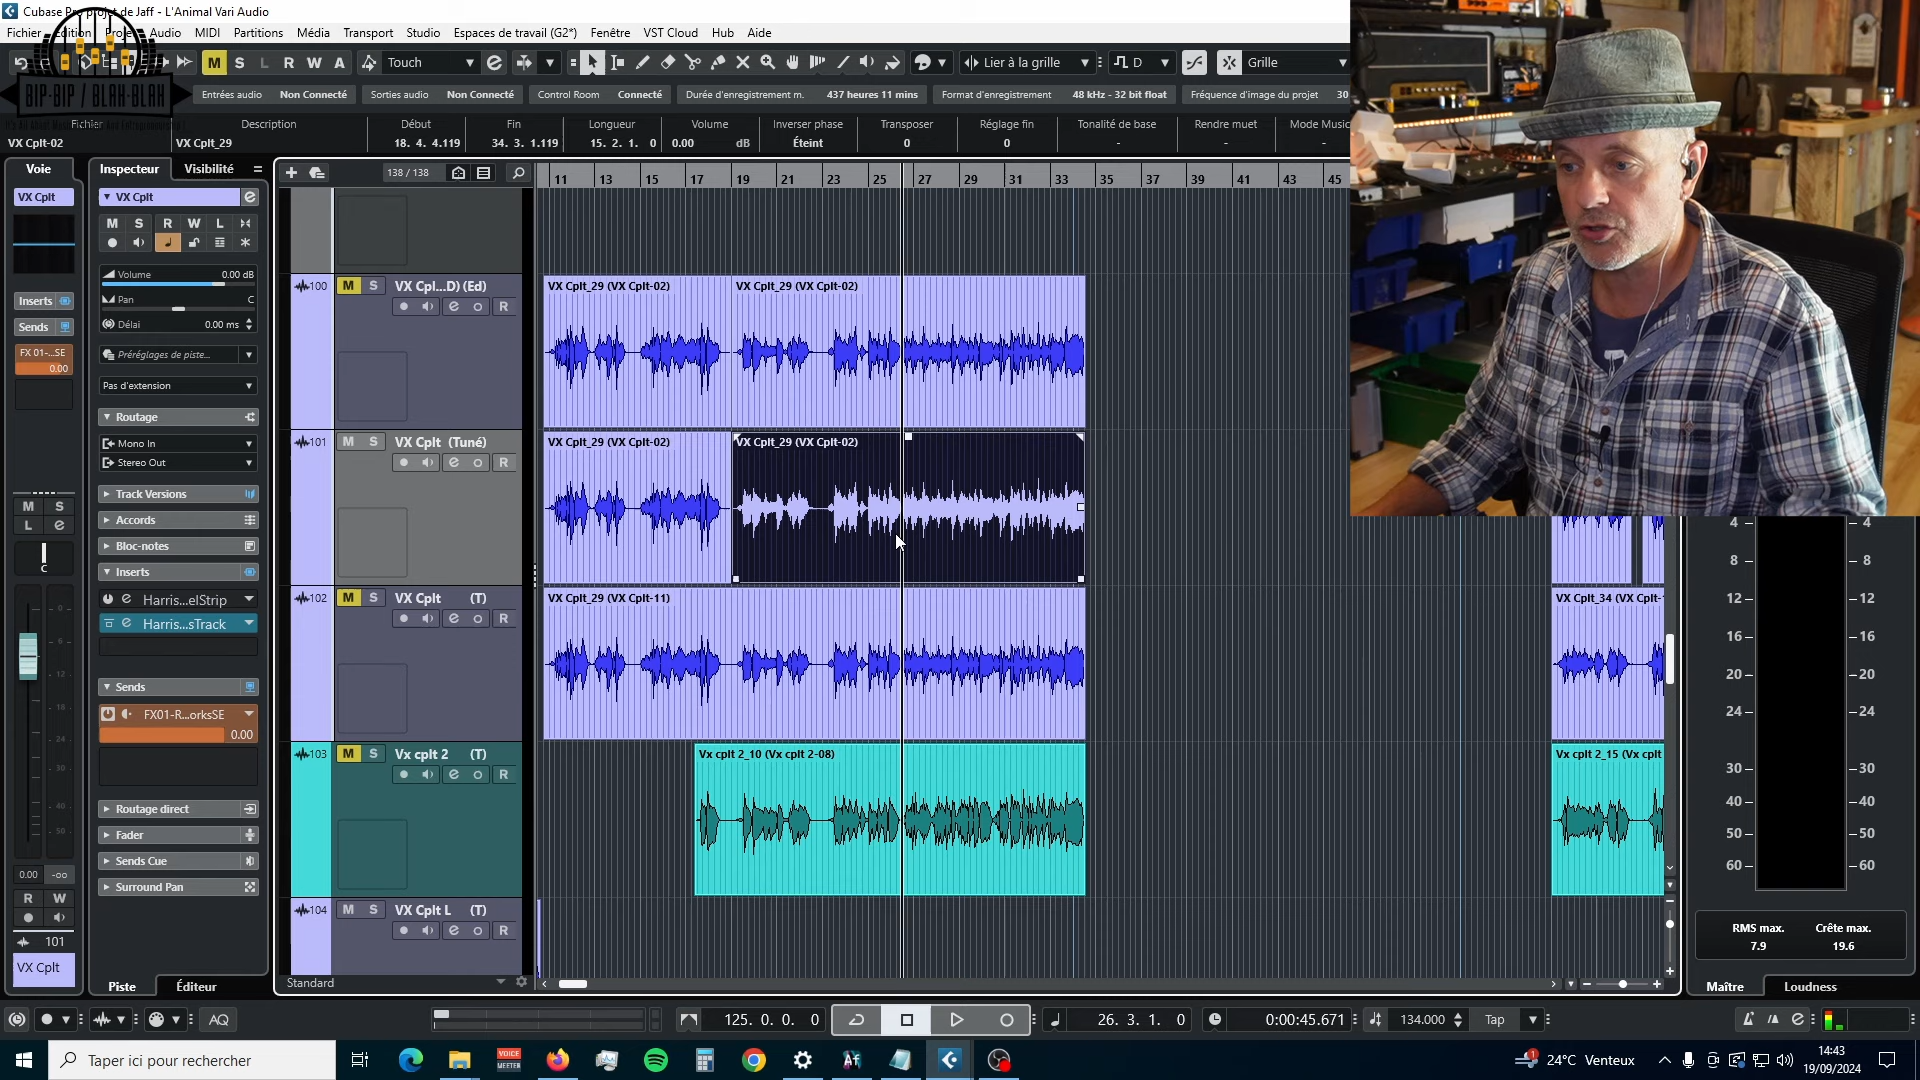 Cubase Pro projet de Jaff - L'Animal Vari Audio
Fichier Edition Projet Audio MIDI Partitions Média Transport Studio Espaces de travail (G2*) Fenêtre VST Cloud Hub Aide
M S L R W A Touch Lier à la grille D Grille
BIP-BIP / BLAH-BLAH
Entrées audio Non Connecté Sorties audio Non Connecté Control Room Connecté Durée d'enregistrement m. 437 heures 11 mins Format d'enregistrement 48 kHz - 32 bit float Fréquence d'image du projet 30
Fichier Description Début Fin Longueur Volume Inverser phase Transposer Réglage fin Tonalité de base Rendre muet Mode Music
VX Cplt-02 VX Cplt_29 18. 4. 4.119 34. 3. 1.119 15. 2. 1. 0 0.00 dB Éteint 0 0 - - -
Voie Inspecteur Visibilité 138 / 138
11 13 15 17 19 21 23 25 27 29 31 33 35 37 39 41 43 45
VX Cplt VX Cplt
M S R W L
Volume 0.00 dB
Pan C
Délai 0.00 ms
Inserts
Sends
FX 01-...SE
0.00
Préréglages de piste...
Pas d'extension
Routage
Mono In
Stereo Out
Track Versions
Accords
Bloc-notes
Inserts
Harris...elStrip
Harris...sTrack
Sends
FX01-R...orksSE
0.00
Routage direct
Fader
Sends Cue
Surround Pan
M S
L e
C
0.00 -oo
R W
101
VX Cplt
Piste Éditeur
100 M S VX Cpl...D) (Ed)
R
VX Cplt_29 (VX Cplt-02) VX Cplt_29 (VX Cplt-02)
101 M S VX Cplt (Tuné)
R
VX Cplt_29 (VX Cplt-02) VX Cplt_29 (VX Cplt-02)
102 M S VX Cplt (T)
R
VX Cplt_29 (VX Cplt-11) VX Cplt_34 (VX Cplt-
103 M S Vx cplt 2 (T)
R
Vx cplt 2_10 (Vx cplt 2-08) Vx cplt 2_15 (Vx cplt
104 M S VX Cplt L (T)
R
Standard
4 4
8 8
12 12
16 16
20 20
24 24
30 30
40 40
50 50
60 60
RMS max. Crête max.
7.9 19.6
Maître Loudness
AQ 125. 0. 0. 0 26. 3. 1. 0 0:00:45.671 134.000 Tap
Taper ici pour rechercher
VOICE MEETER
24°C Venteux
14:43
19/09/2024